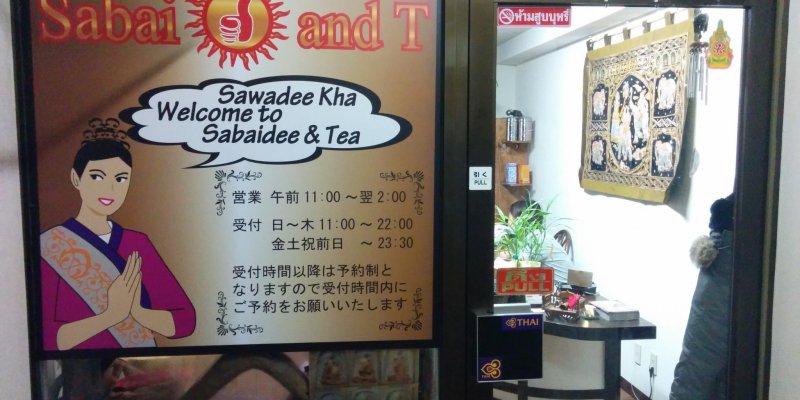 Sabai and T
Sawadee Kha
Welcome to
Sabaidee & Tea
営業 午前 11:00 ～ 翌 2:00
受付 日～木 11:00 ～ 22:00
金土祝前日 ～ 23:30
受付時間以降は予約制と
なりますので受付時間内に
ご予約をお願いいたします
ห้ามสูบบุหรี่
引く
PULL
ดึง
PULL
THAI